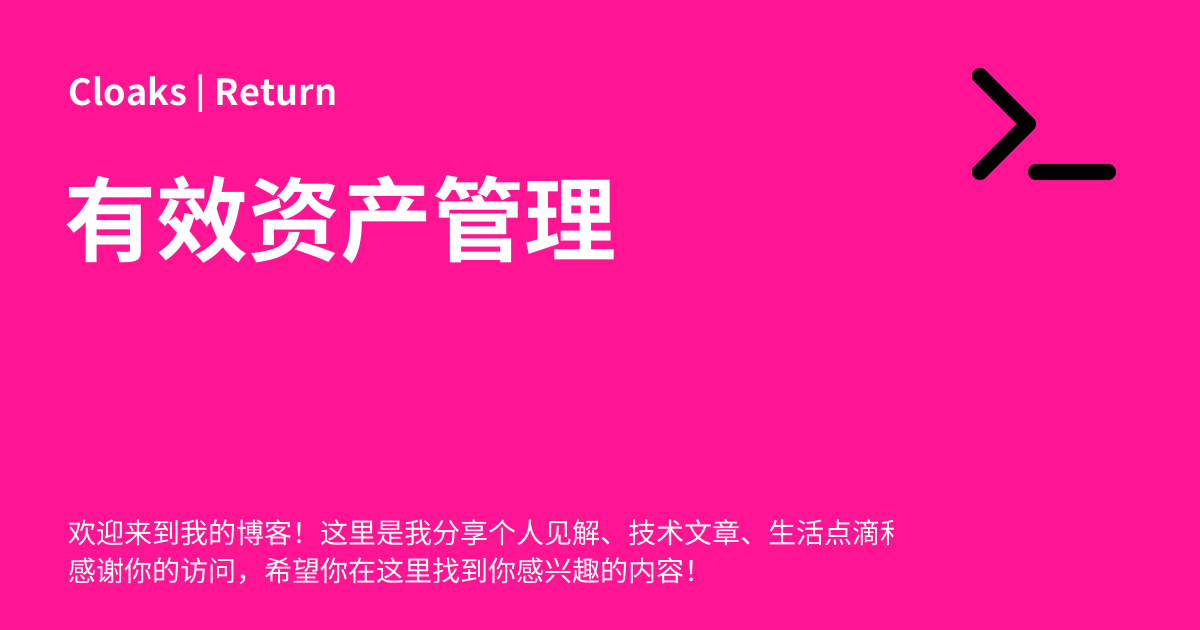 Cloaks | Return
有效资产管理
欢迎来到我的博客！这里是我分享个人见解、技术文章、生活点滴
感谢你的访问，希望你在这里找到你感兴趣的内容！